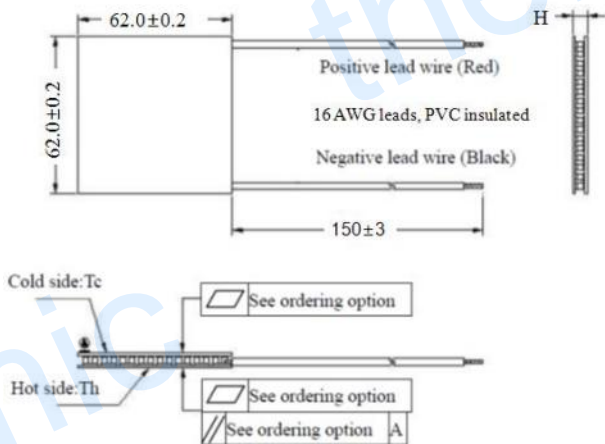 62.0±0.2
H
Positive lead wire (Red)
62.0±0.2
16 AWG leads, PVC insulated
Negative lead wire (Black)
150±3
Cold side:Tc
See ordering option
Hot side:Th
See ordering option
See ordering option A